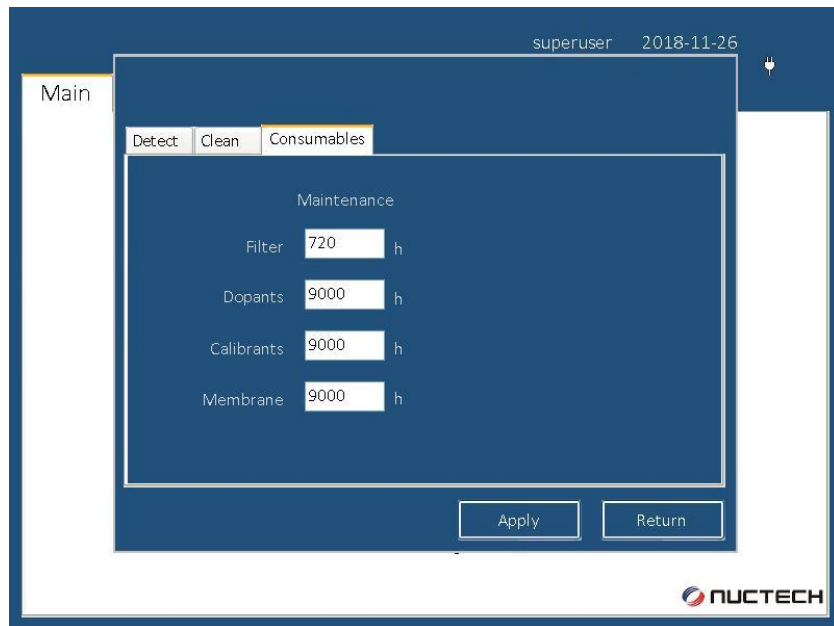 superuser 2018-11-26
Main
Detect Clean Consumables
Maintenance
Filter 720 h
Dopants 9000 h
Calibrants 9000 h
Membrane 9000 h
Apply Return
NUCTECH